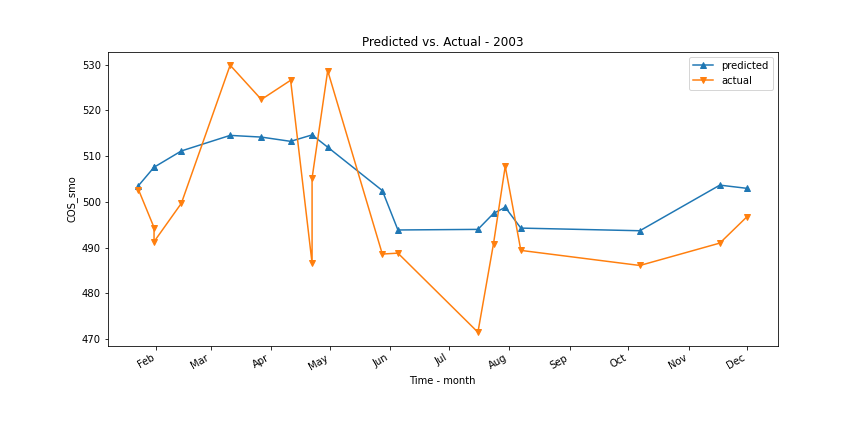 Predicted vs. Actual - 2003
predicted
actual
COS_smo
530
520
510
500
490
480
470
Feb
Mar
Apr
May
Jun
Jul
Aug
Sep
Oct
Nov
Dec
Time - month